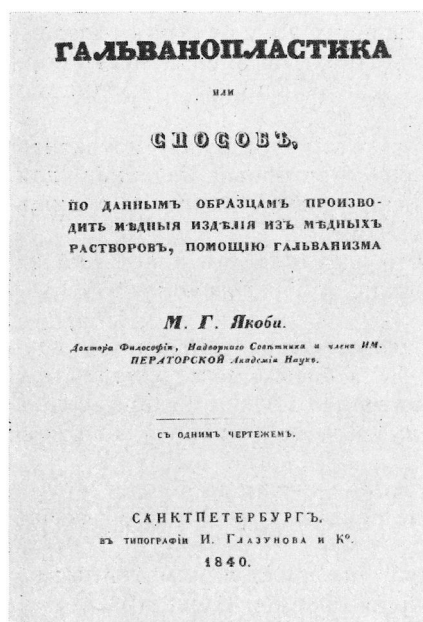 ГАЛЬВАНОПЛАСТИКА
ИЛИ
СПОСОБЪ,
ПО ДАННЫМЪ ОБРАЗЦАМЪ ПРОИЗВО-
ДИТЬ МѢДНЫЯ ИЗДѢЛІЯ ИЗЪ МѢДНЫХЪ
РАСТВОРОВЪ, ПОМОЩІЮ ГАЛЬВАНИЗМА
М. Г. Якоби.
Доктора Философіи, Надворнаго Совѣтника и члена ИМ.
ПЕРАТОРСКОЙ Академіи Наукъ.
СЪ ОДНИМЪ ЧЕРТЕЖЕМЪ.
САНКТПЕТЕРБУРГЪ,
ВЪ ТИПОГРАФІИ И. ГЛАЗУНОВА И Kº.
1840.